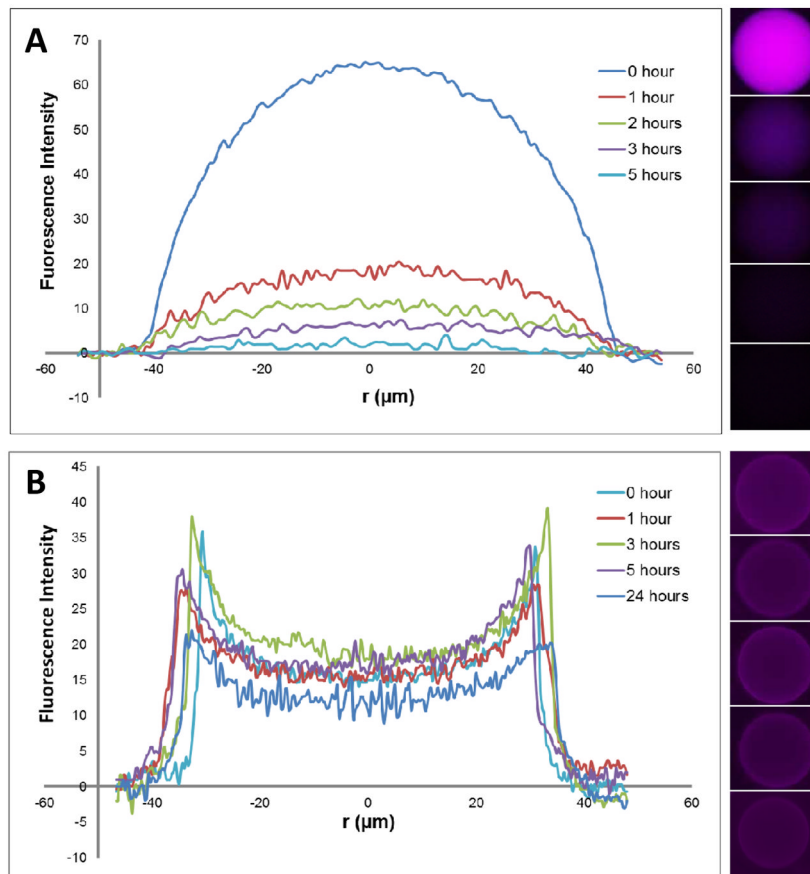 A
70
60
50
40
30
20
10
0
-10
-60
-40
-20
0
20
40
60
Fuorescence Intensity
r (µm)
0 hour
1 hour
2 hours
3 hours
5 hours
B
45
40
35
30
25
20
15
10
5
0
-5
-10
-60
-40
-20
0
20
40
60
Fluorescence Intensity
r (µm)
0 hour
1 hour
3 hours
5 hours
24 hours